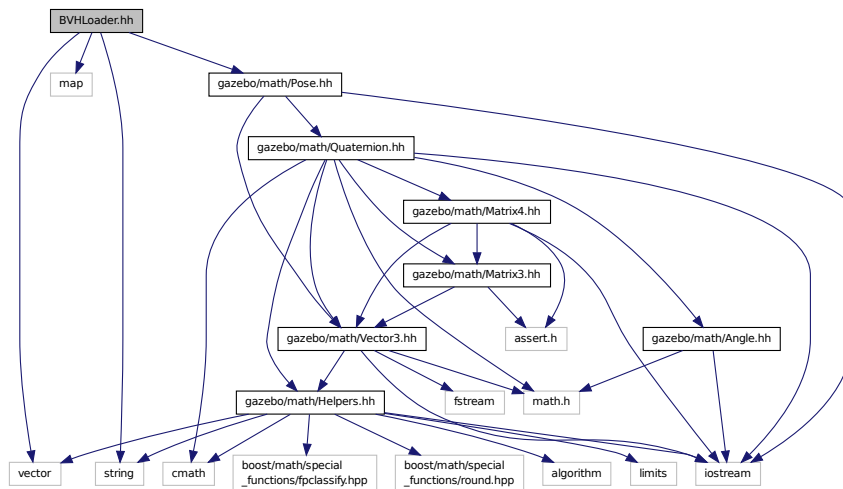 BVHLoader.hh
map
gazebo/math/Pose.hh
gazebo/math/Quaternion.hh
gazebo/math/Matrix4.hh
gazebo/math/Matrix3.hh
gazebo/math/Vector3.hh
assert.h
gazebo/math/Angle.hh
gazebo/math/Helpers.hh
fstream
math.h
vector
string
cmath
boost/math/special
_functions/fpclassify.hpp
boost/math/special
_functions/round.hpp
algorithm
limits
iostream